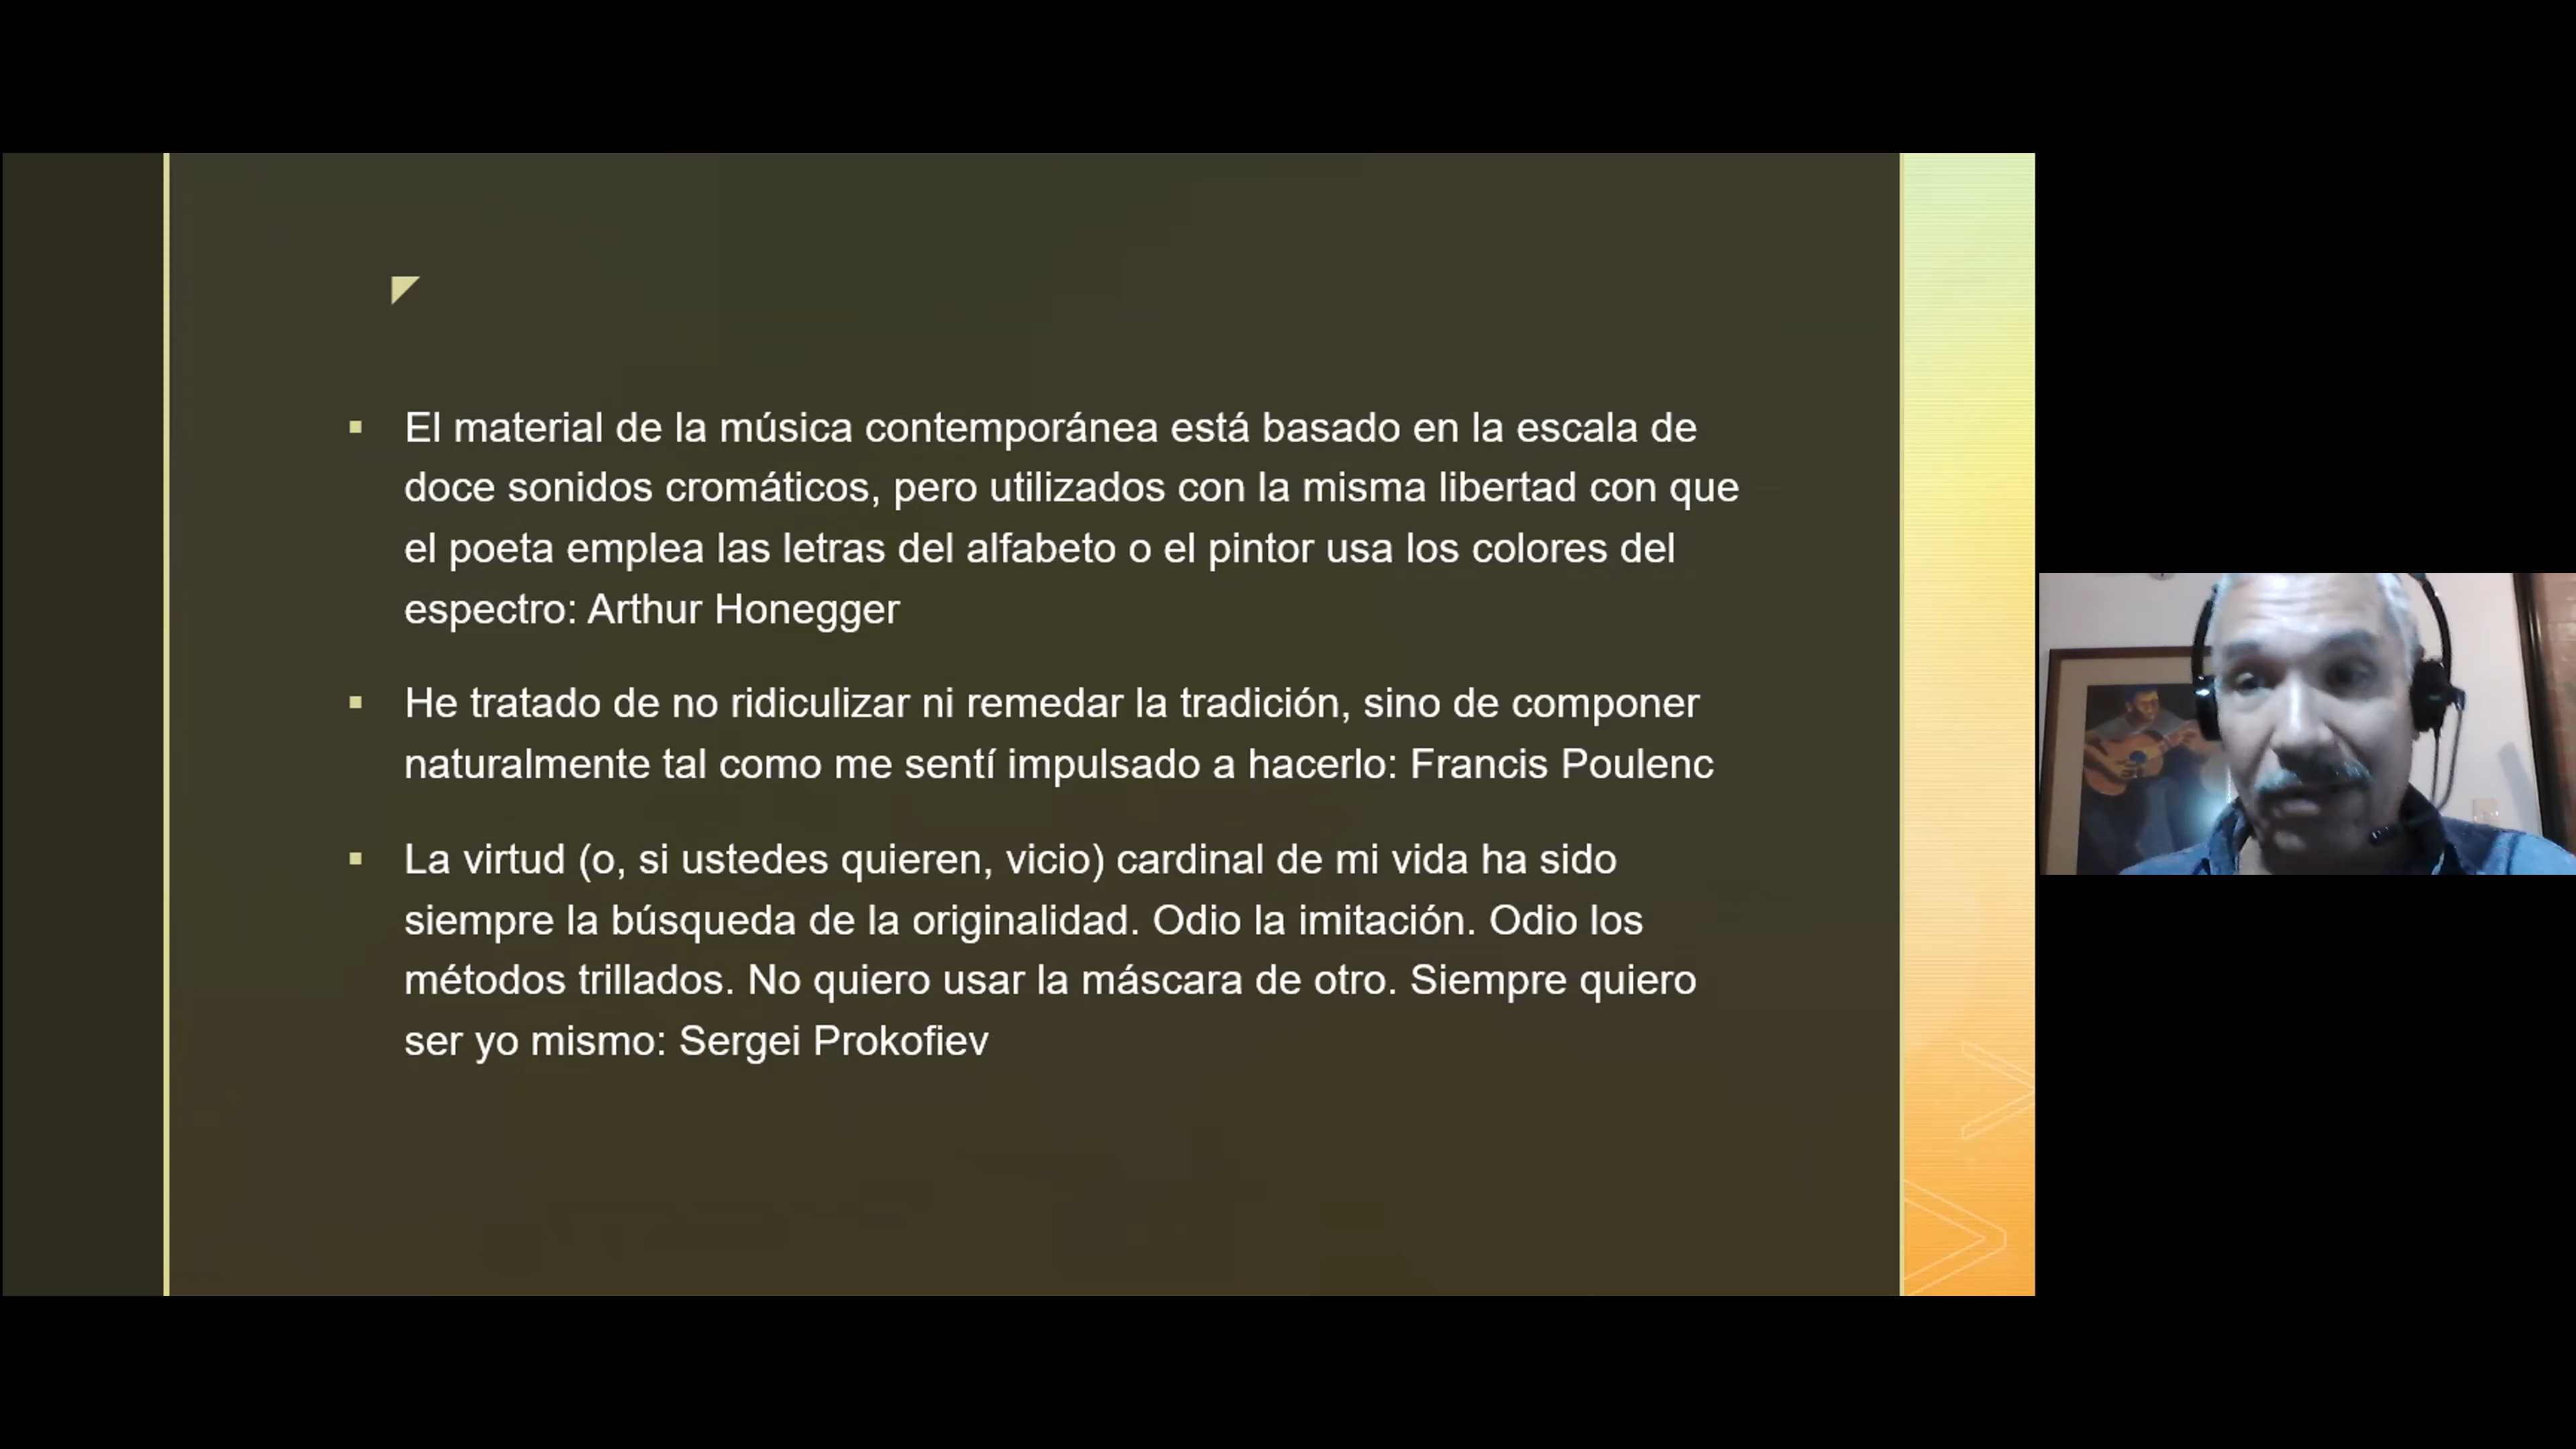 El material de la música contemporánea está basado en la escala de
doce sonidos cromáticos, pero utilizados con la misma libertad con que
el poeta emplea las letras del alfabeto o el pintor usa los colores del
espectro: Arthur Honegger
He tratado de no ridiculizar ni remedar la tradición, sino de componer
naturalmente tal como me sentí impulsado a hacerlo: Francis Poulenc
La virtud (o, si ustedes quieren, vicio) cardinal de mi vida ha sido
siempre la búsqueda de la originalidad. Odio la imitación. Odio los
métodos trillados. No quiero usar la máscara de otro. Siempre quiero
ser yo mismo: Sergei Prokofiev